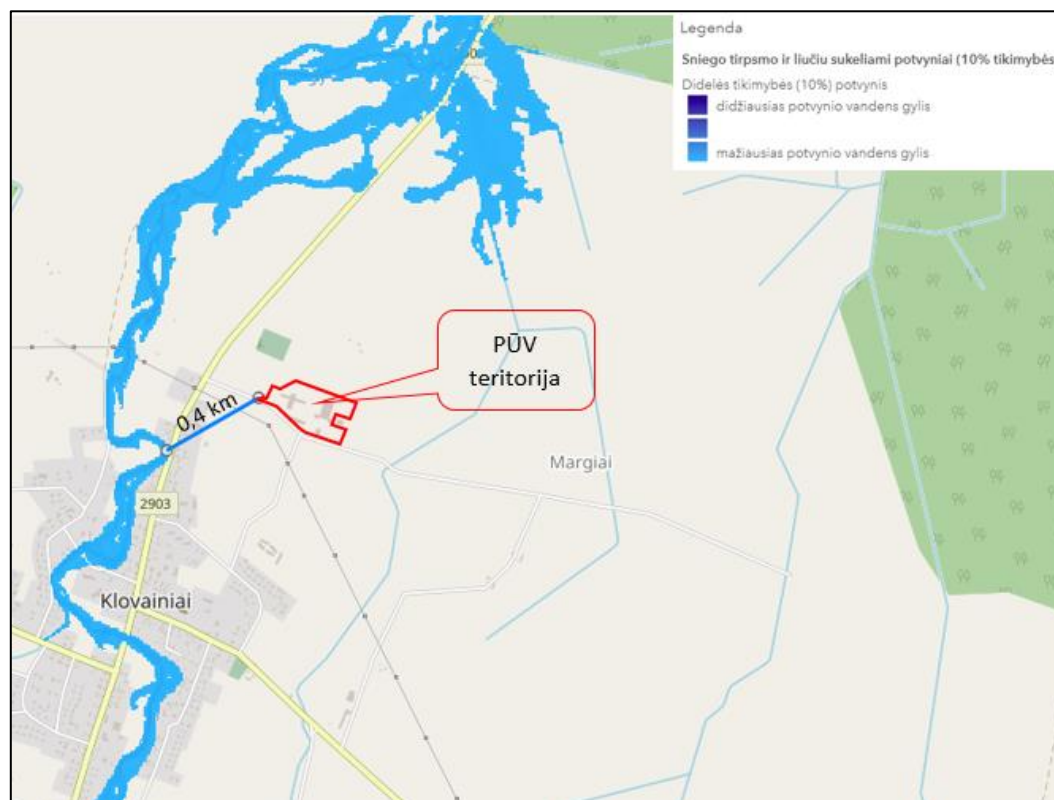 Legenda
Sniego tirpsmo ir liučiu sukeliami potvyniai (10% tikimybės
Didelės tikimybės (10%) potvynis
didžiausias potvynio vandens gylis
mažiausias potvynio vandens gylis
PŪV
teritorija
0,4 km
Margiai
2903
Klovainiai